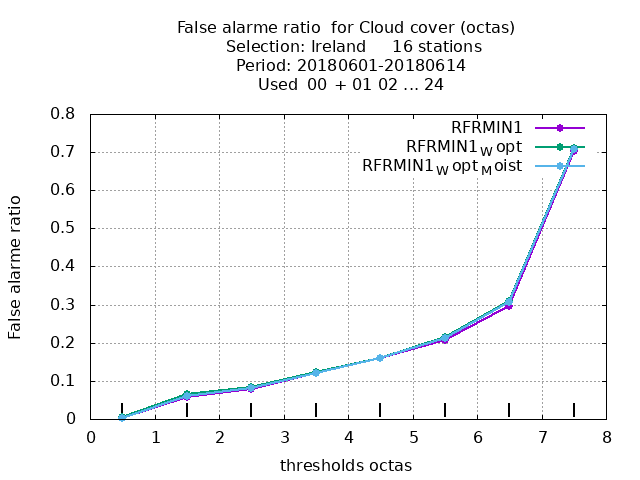 False alarme ratio  for Cloud cover (octas)
Selection: Ireland     16 stations
Period: 20180601-20180614
Used  00  + 01 02 ... 24
RFRMIN1
RFRMIN1W opt
RFRMIN1W opt M oist
0.8
0.7
0.6
0.5
0.4
0.3
0.2
0.1
0
False alarme ratio
0 1 2 3 4 5 6 7 8
thresholds octas